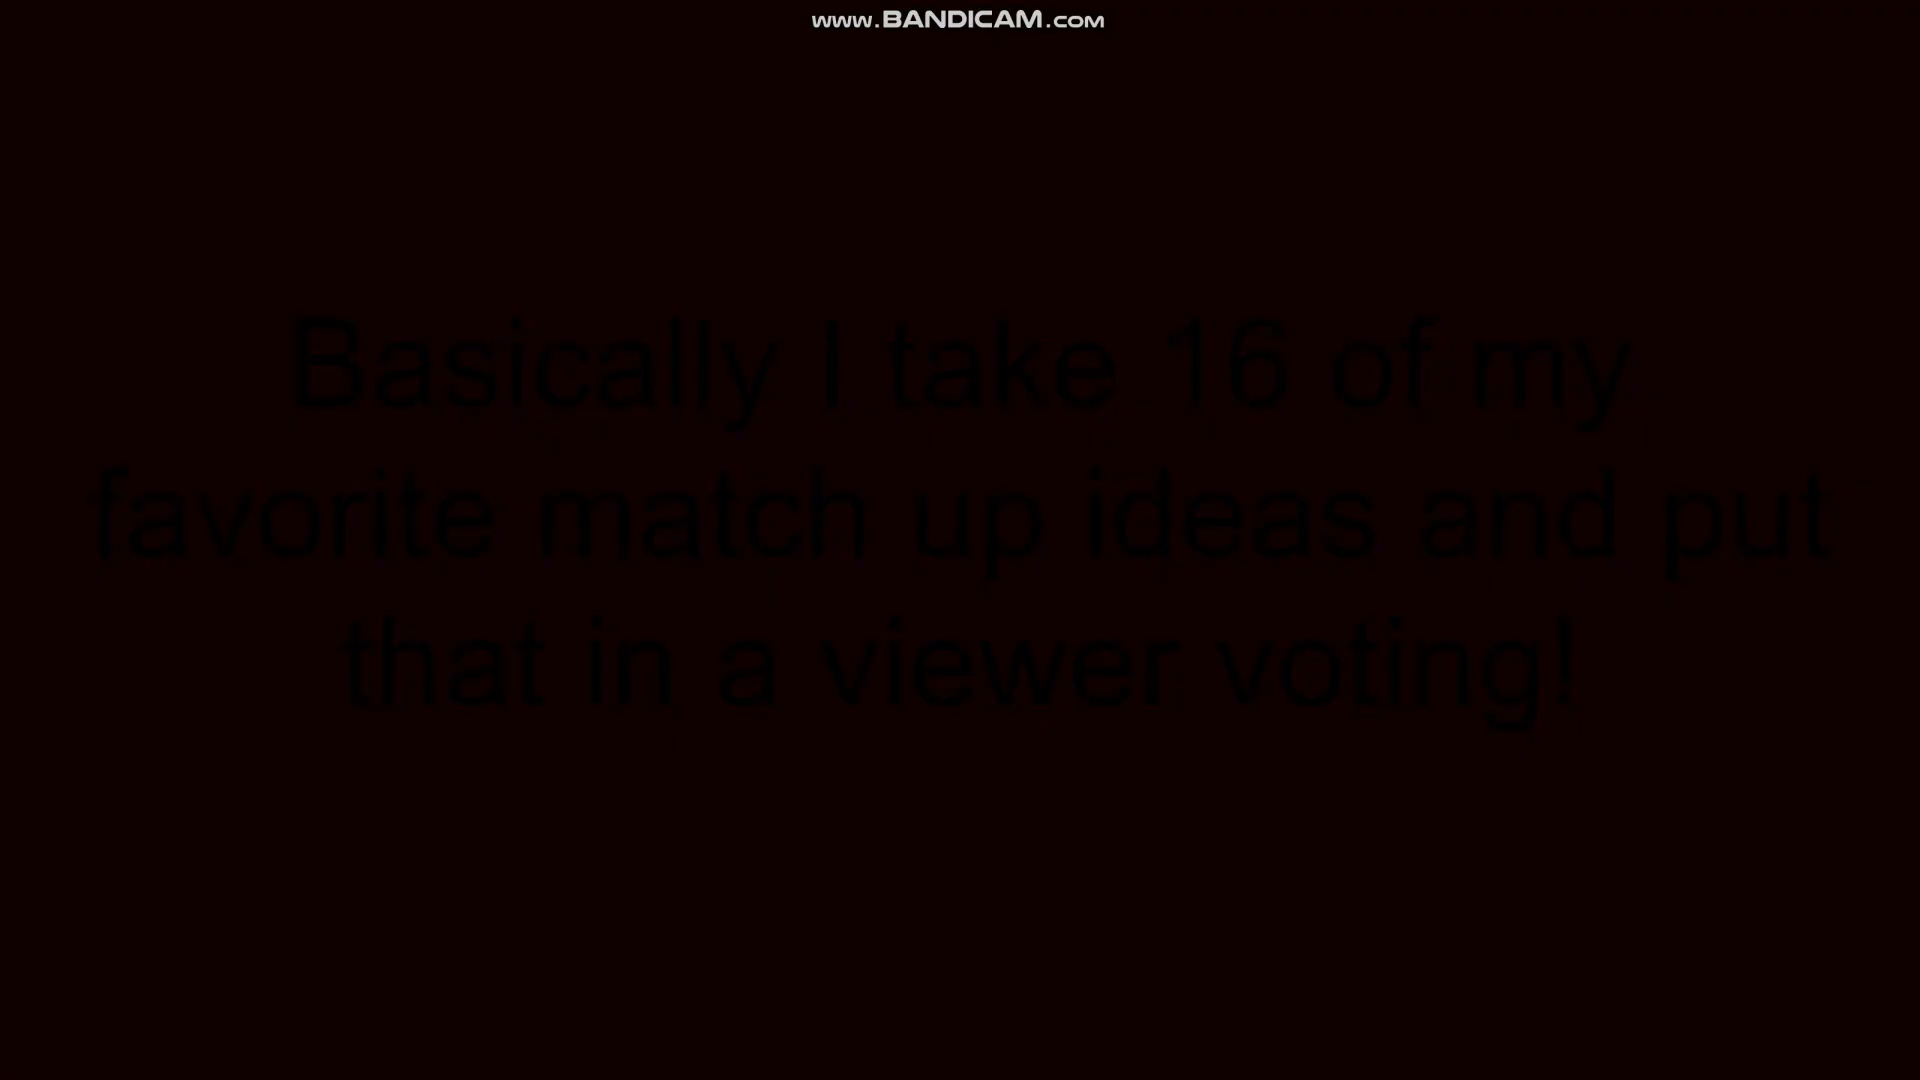 www.BANDICAM.com
Basically I take 16 of my
favorite match up ideas and put
that in a viewer voting!